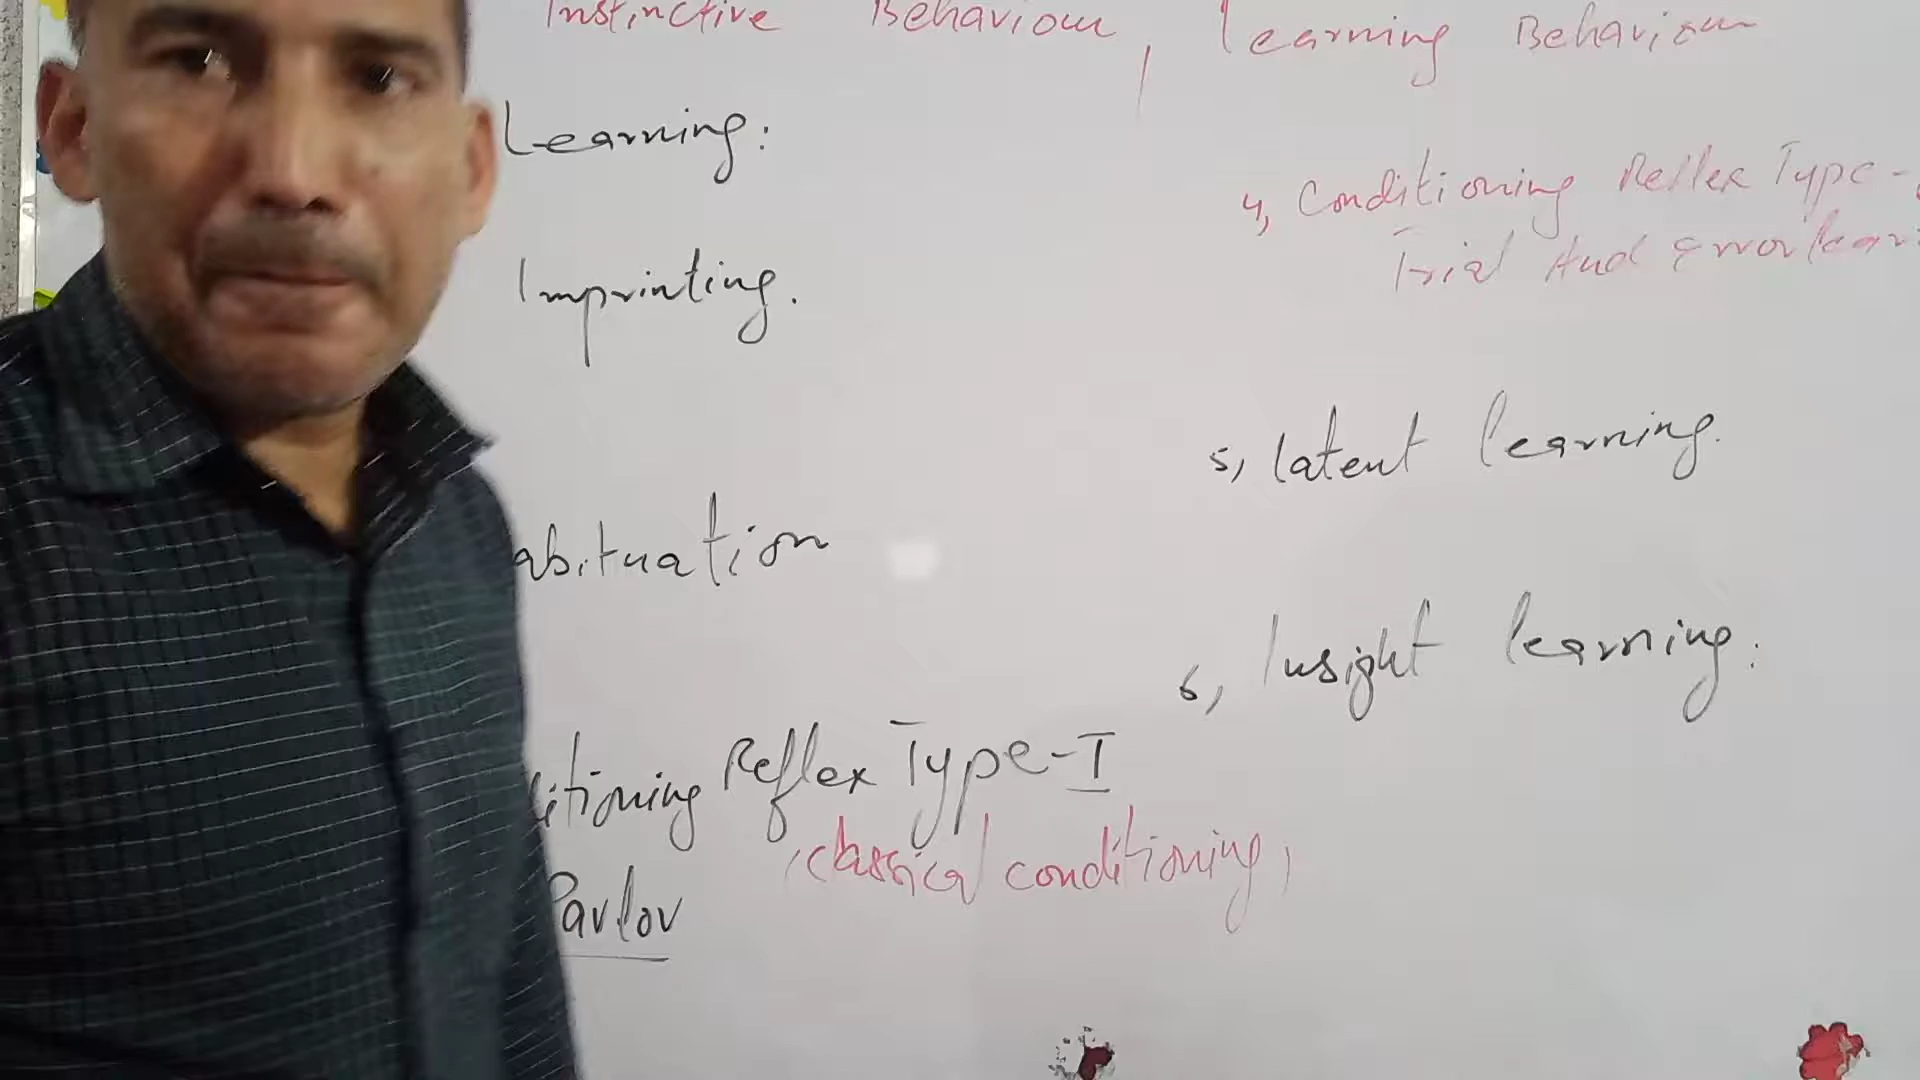 Instinctive Behaviour, Learning Behaviour
Learning:
Imprinting.
abituation
itioning Reflex Type-I
(classical conditioning)
Pavlov
4, Conditioning Reflex Type-
Trial And Error lear
5, latent learning.
6, Insight learning: